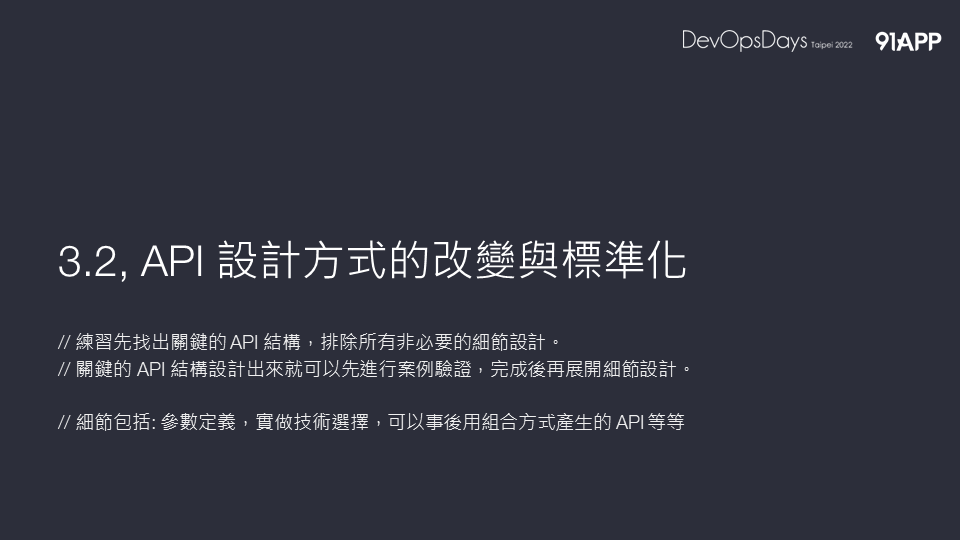 DevOpsDays Taipei 2022 91APP
3.2, API 設計方式的改變與標準化
// 練習先找出關鍵的 API 結構，排除所有非必要的細節設計。
// 關鍵的 API 結構設計出來就可以先進行案例驗證，完成後再展開細節設計。
// 細節包括: 參數定義，實做技術選擇，可以事後用組合方式產生的 API 等等